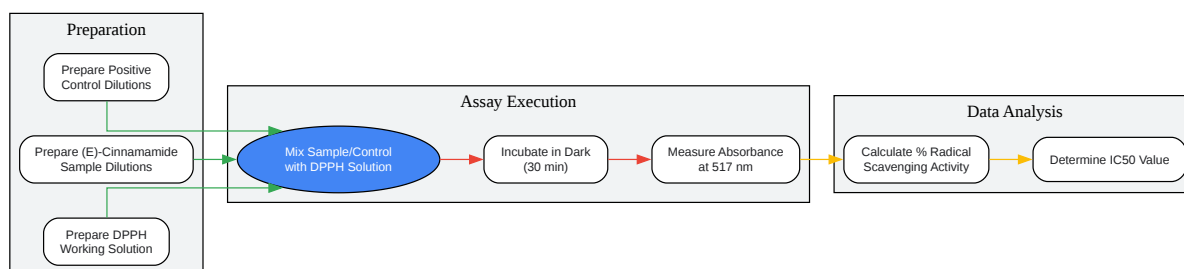 Preparation
Prepare Positive
Control Dilutions
Prepare (E)-Cinnamamide
Sample Dilutions
Prepare DPPH
Working Solution
Assay Execution
Mix Sample/Control
with DPPH Solution
Incubate in Dark
(30 min)
Measure Absorbance
at 517 nm
Data Analysis
Calculate % Radical
Scavenging Activity
Determine IC50 Value